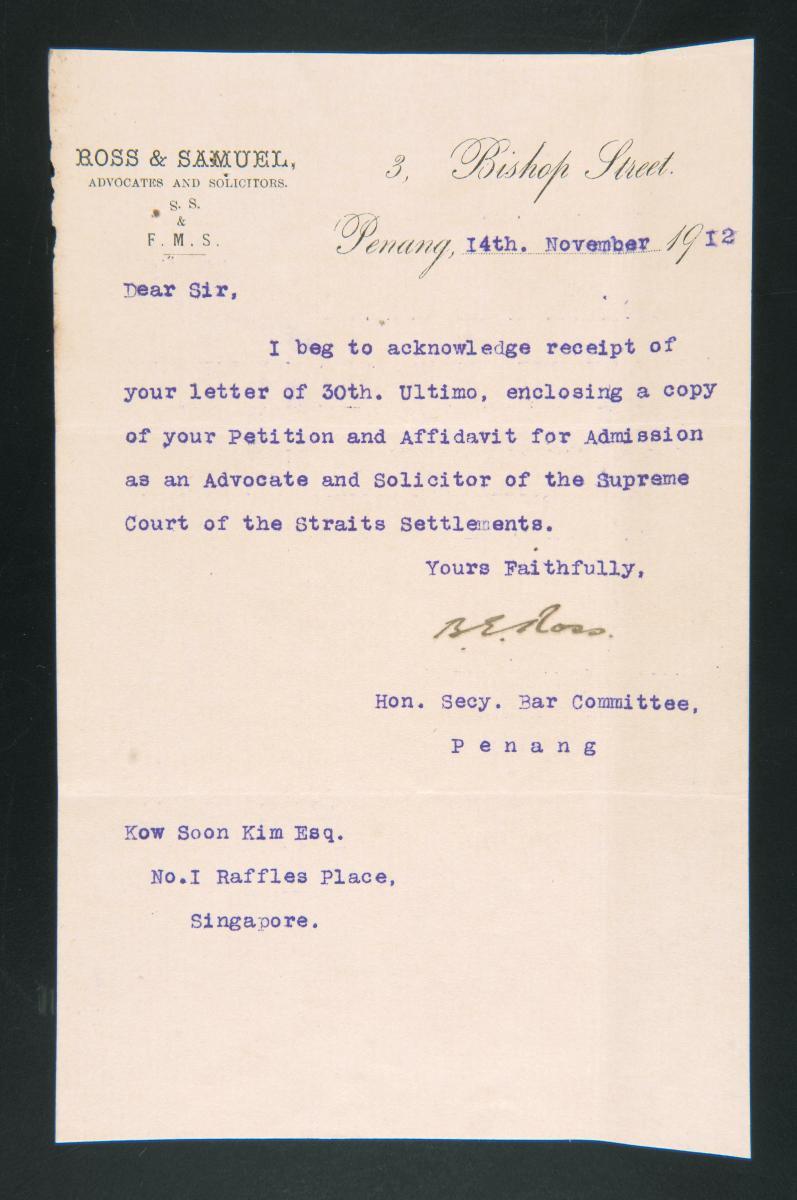 ROSS & SAMUEL,
ADVOCATES AND SOLICITORS.
S. S.
&
F. M. S.
3, Bishop Street.
Penang, 14th. November 1912
Dear Sir,
I beg to acknowledge receipt of
your letter of 30th. Ultimo, enclosing a copy
of your Petition and Affidavit for Admission
as an Advocate and Solicitor of the Supreme
Court of the Straits Settlements.
Yours Faithfully,
B. E. Ross.
Hon. Secy. Bar Committee,
P e n a n g
Kow Soon Kim Esq.
No.I Raffles Place,
Singapore.